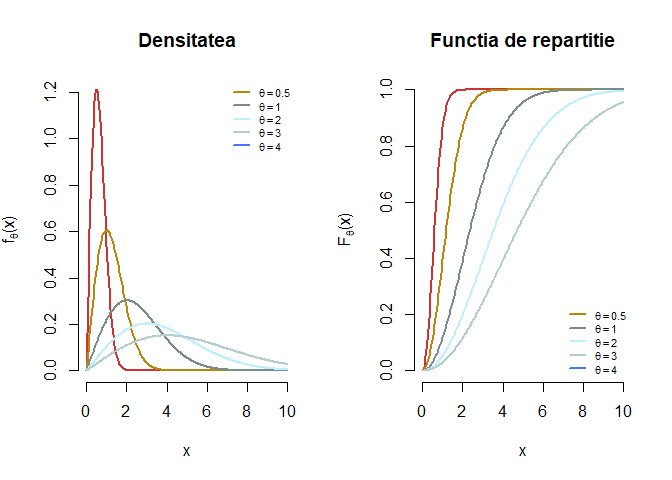 Densitatea
fθ(x)
1.2
1.0
0.8
0.6
0.4
0.2
0.0
θ = 0.5
θ = 1
θ = 2
θ = 3
θ = 4
0 2 4 6 8 10
x
Functia de repartitie
Fθ(x)
1.0
0.8
0.6
0.4
0.2
0.0
θ = 0.5
θ = 1
θ = 2
θ = 3
θ = 4
0 2 4 6 8 10
x